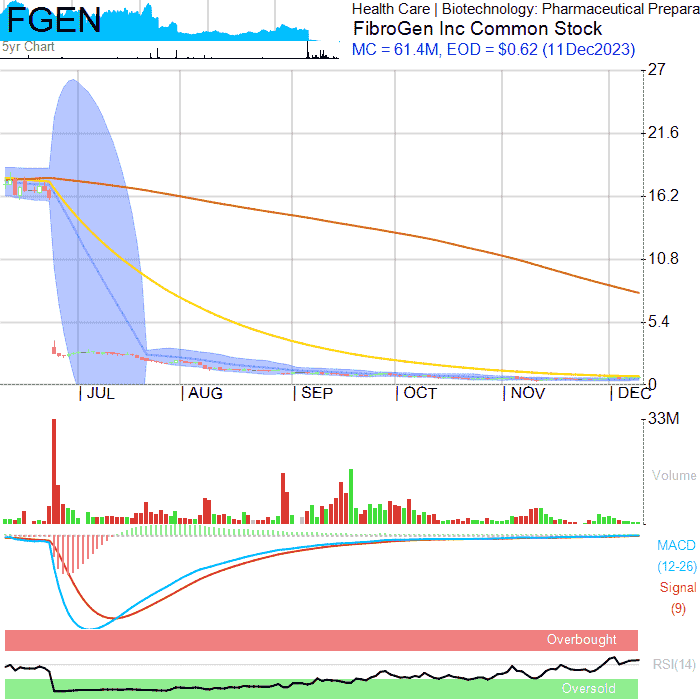 FGEN
5yr Chart
Health Care | Biotechnology: Pharmaceutical Prepara
FibroGen Inc Common Stock
MC = 61.4M, EOD = $0.62 (11Dec2023)
27
21.6
16.2
10.8
5.4
0
JUL AUG SEP OCT NOV DEC
33M
Volume
MACD
(12-26)
Signal
(9)
Overbought
RSI(14)
Oversold